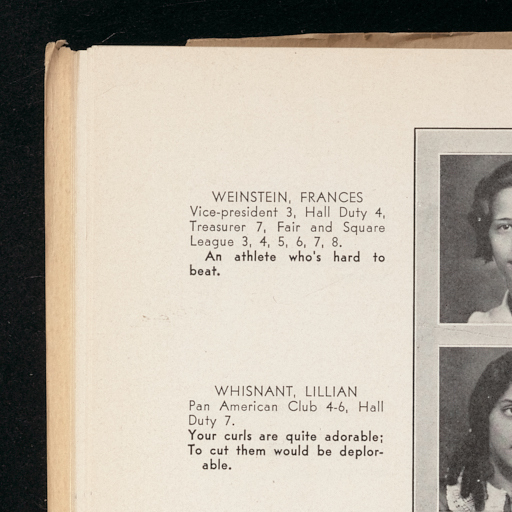 WEINSTEIN, FRANCES
Vice-president 3, Hall Duty 4,
Treasurer 7, Fair and Square
League 3, 4, 5, 6, 7, 8.
An athlete who's hard to
beat.
WHISNANT, LILLIAN
Pan American Club 4-6, Hall
Duty 7.
Your curls are quite adorable;
To cut them would be deplor-
able.